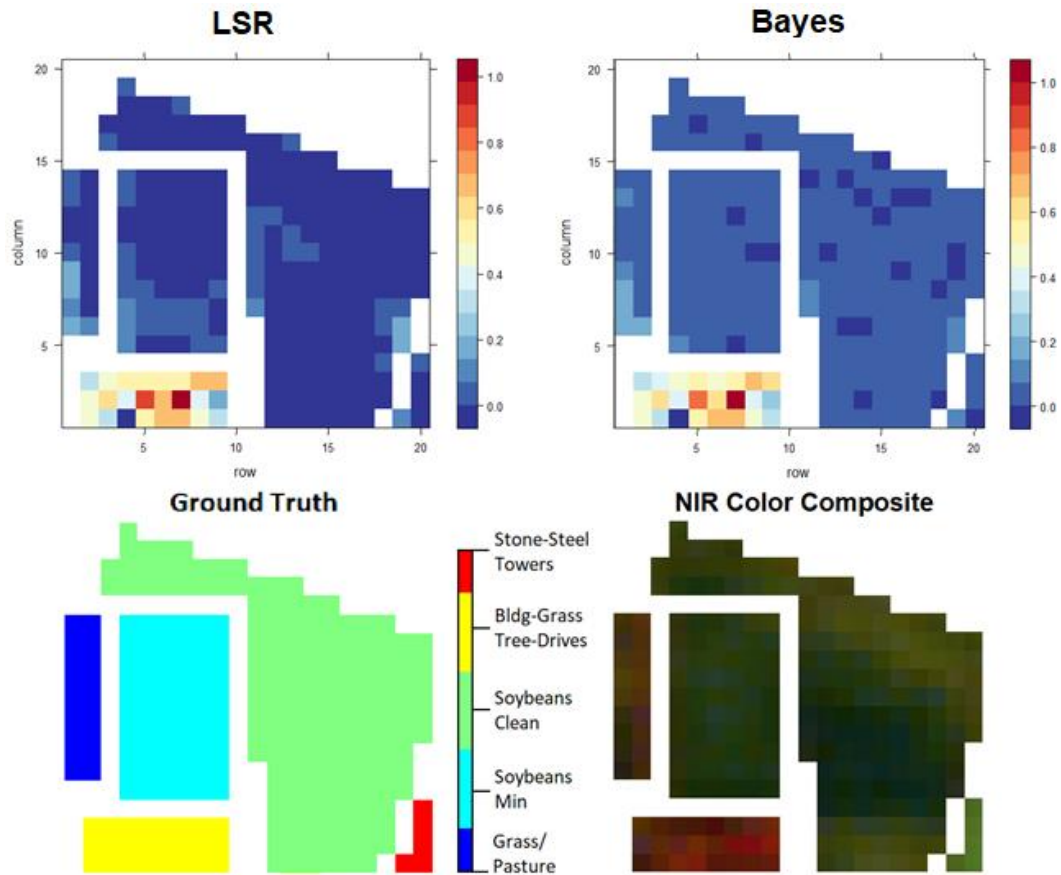 LSR
20
15
10
5
column
5
10
15
20
row
1.0
0.8
0.6
0.4
0.2
0.0
Bayes
20
15
10
5
column
5
10
15
20
row
1.0
0.8
0.6
0.4
0.2
0.0
Ground Truth
Stone-Steel
Towers
Bldg-Grass
Tree-Drives
Soybeans
Clean
Soybeans
Min
Grass/
Pasture
NIR Color Composite